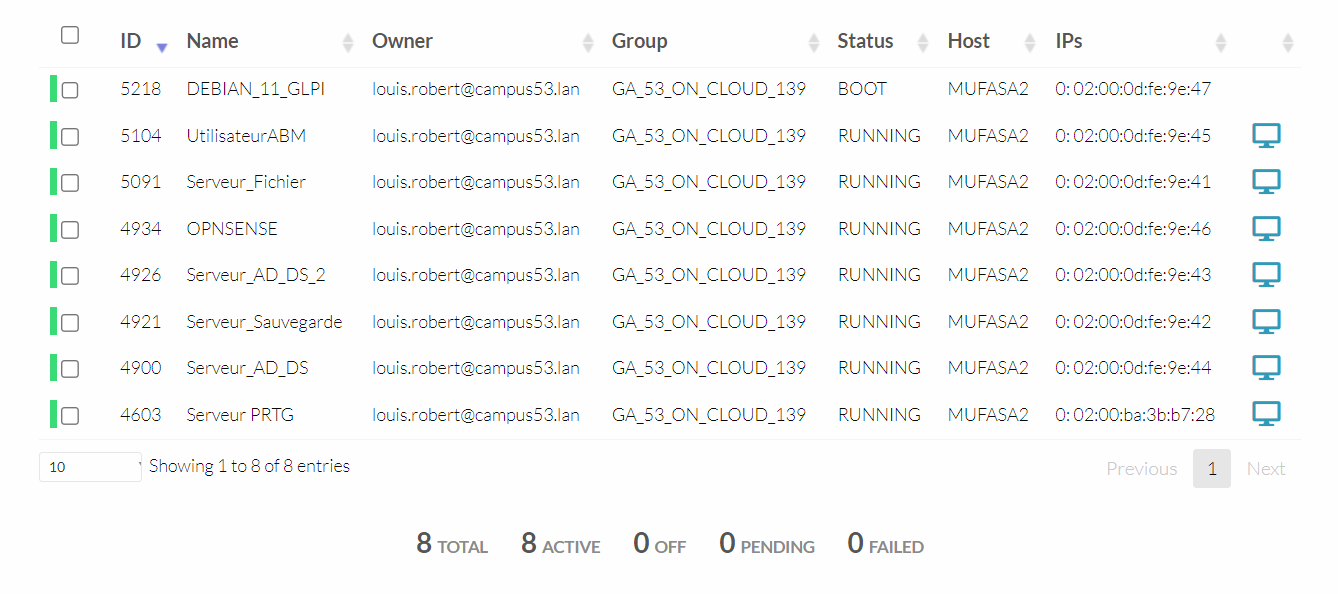 ID Name Owner Group Status Host IPs
5218 DEBIAN_11_GLPI louis.robert@campus53.lan GA_53_ON_CLOUD_139 BOOT MUFASA2 0: 02:00:0d:fe:9e:47
5104 UtilisateurABM louis.robert@campus53.lan GA_53_ON_CLOUD_139 RUNNING MUFASA2 0: 02:00:0d:fe:9e:45
5091 Serveur_Fichier louis.robert@campus53.lan GA_53_ON_CLOUD_139 RUNNING MUFASA2 0: 02:00:0d:fe:9e:41
4934 OPNSENSE louis.robert@campus53.lan GA_53_ON_CLOUD_139 RUNNING MUFASA2 0: 02:00:0d:fe:9e:46
4926 Serveur_AD_DS_2 louis.robert@campus53.lan GA_53_ON_CLOUD_139 RUNNING MUFASA2 0: 02:00:0d:fe:9e:43
4921 Serveur_Sauvegarde louis.robert@campus53.lan GA_53_ON_CLOUD_139 RUNNING MUFASA2 0: 02:00:0d:fe:9e:42
4900 Serveur_AD_DS louis.robert@campus53.lan GA_53_ON_CLOUD_139 RUNNING MUFASA2 0: 02:00:0d:fe:9e:44
4603 Serveur PRTG louis.robert@campus53.lan GA_53_ON_CLOUD_139 RUNNING MUFASA2 0: 02:00:ba:3b:b7:28
10 Showing 1 to 8 of 8 entries Previous 1 Next
8 TOTAL 8 ACTIVE 0 OFF 0 PENDING 0 FAILED